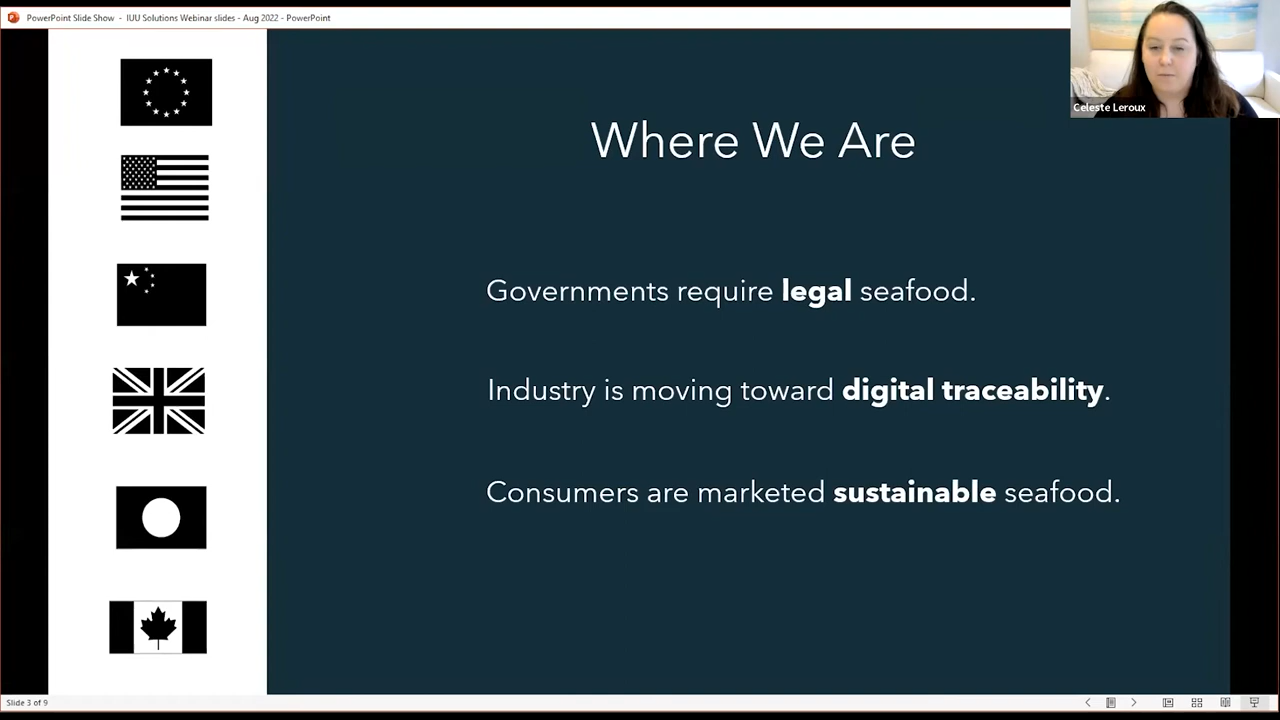 PowerPoint Slide Show - IUU Solutions Webinar slides - Aug 2022 - PowerPoint
Celeste Leroux
Where We Are
Governments require legal seafood.
Industry is moving toward digital traceability.
Consumers are marketed sustainable seafood.
Slide 3 of 9